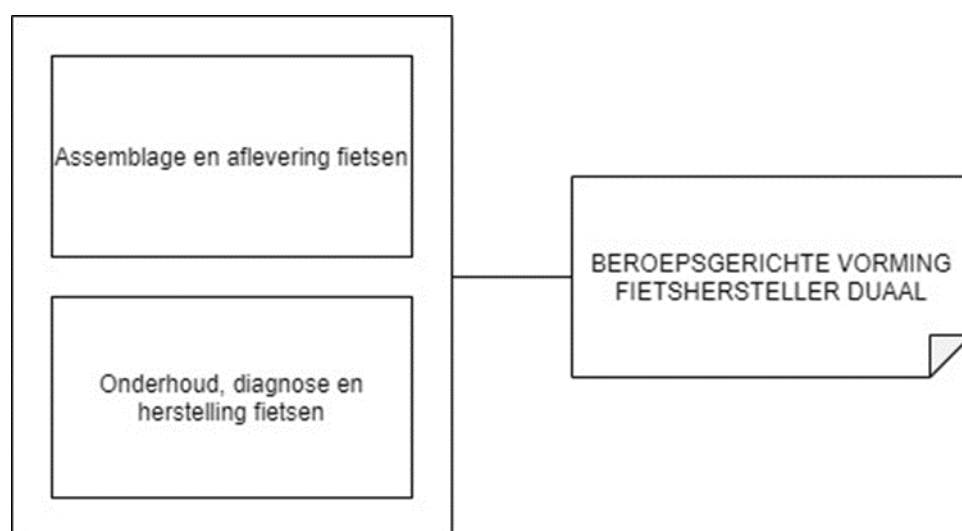 Assemblage en aflevering fietsen
Onderhoud, diagnose en
herstelling fietsen
BEROEPSGERICHTE VORMING
FIETSHERSTELLER DUAAL